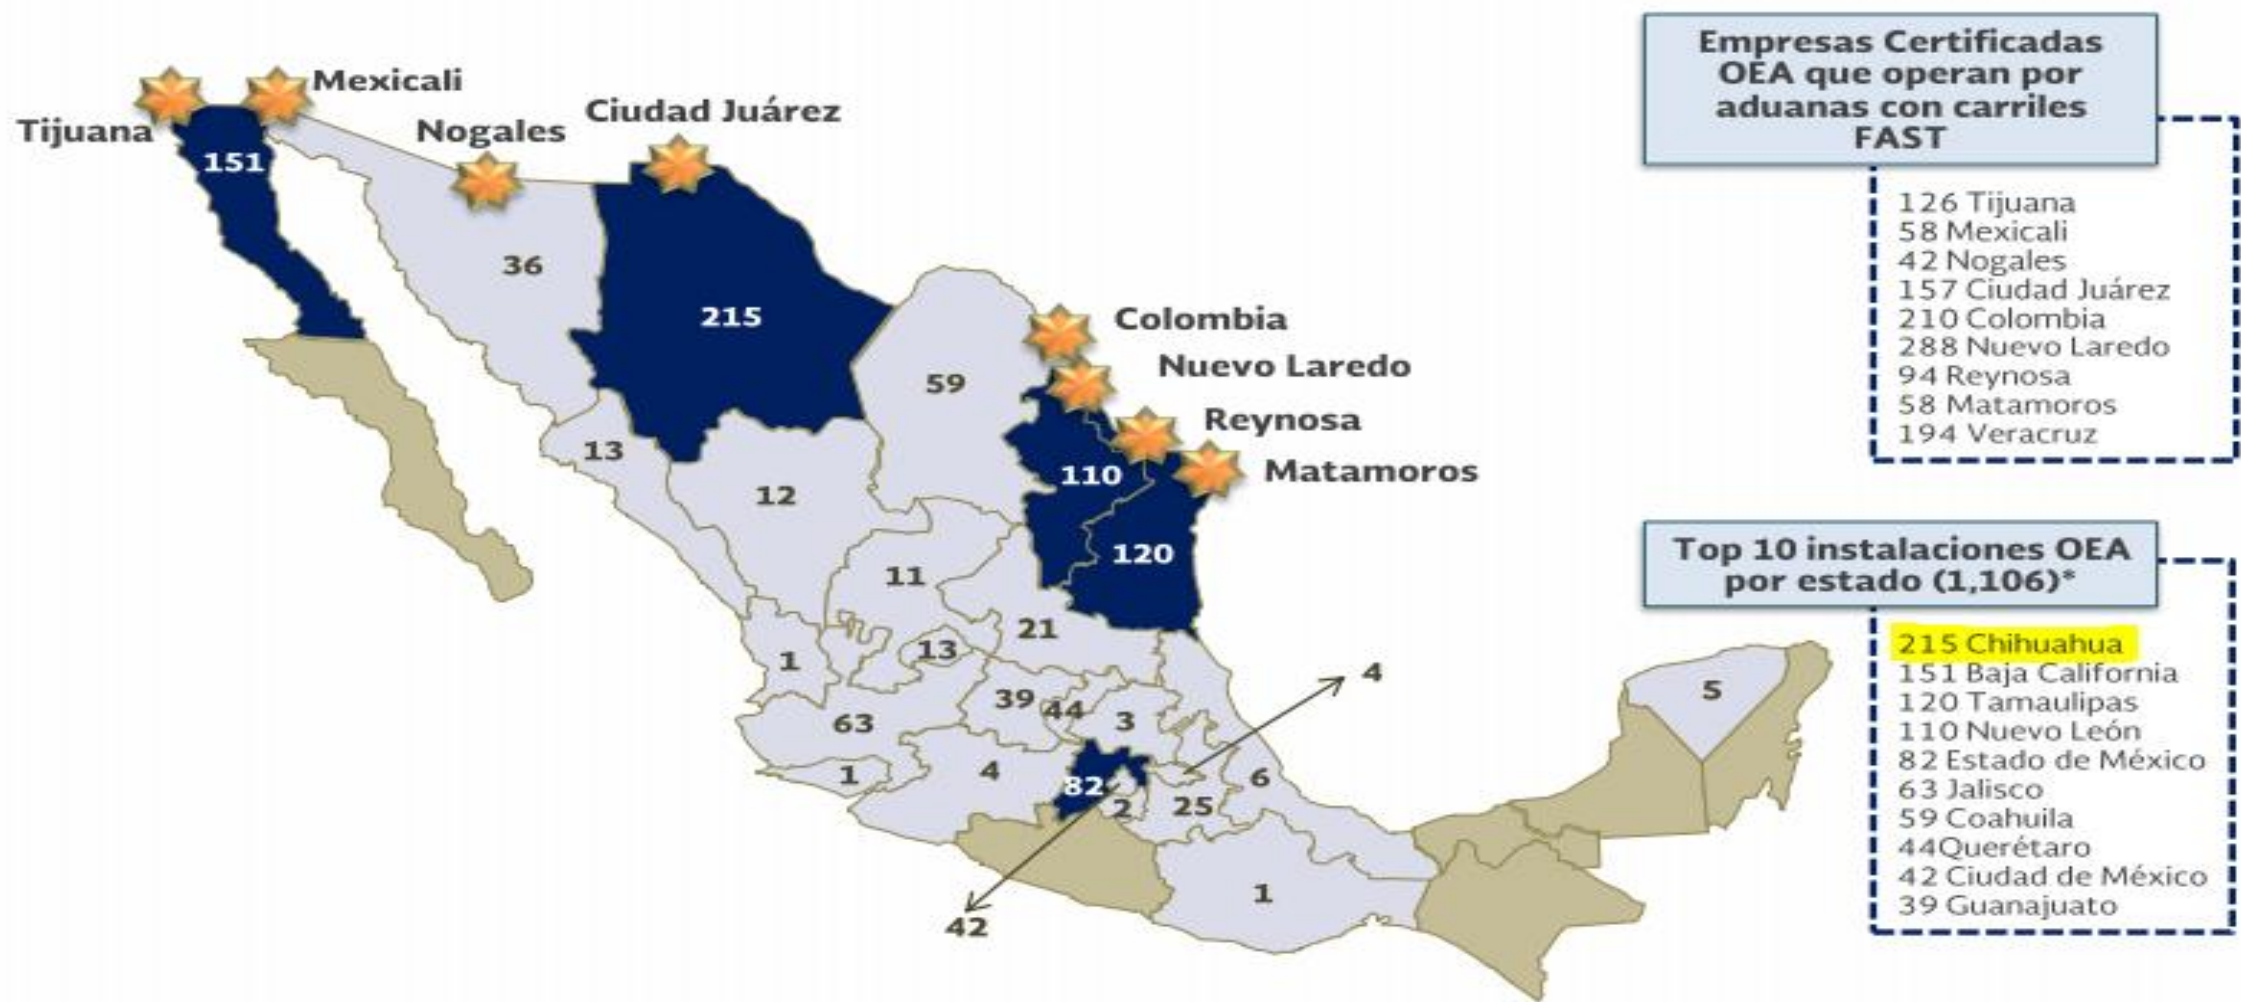 Mexicali
Tijuana
Nogales
Ciudad Juárez
151
36
215
59
Colombia
Nuevo Laredo
Reynosa
Matamoros
13
12
110
120
11
21
1
13
4
39
44
3
63
1
4
82
2
25
6
42
1
5
Empresas Certificadas
OEA que operan por
aduanas con carriles
FAST
126 Tijuana
58 Mexicali
42 Nogales
157 Ciudad Juárez
210 Colombia
288 Nuevo Laredo
94 Reynosa
58 Matamoros
194 Veracruz
Top 10 instalaciones OEA
por estado (1,106)*
215 Chihuahua
151 Baja California
120 Tamaulipas
110 Nuevo León
82 Estado de México
63 Jalisco
59 Coahuila
44Querétaro
42 Ciudad de México
39 Guanajuato